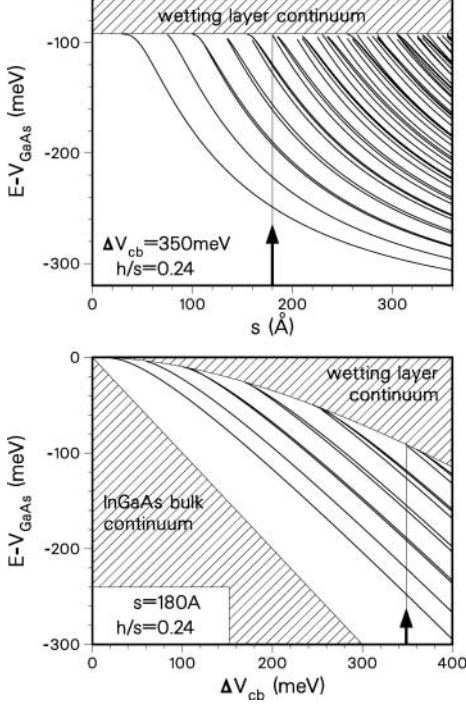 wetting layer continuum
-100
-200
-300
E-V_GaAs (meV)
ΔV_cb=350meV
h/s=0.24
0 100 200 300
s (Å)
0
-100
-200
-300
E-V_GaAs (meV)
wetting layer
continuum
InGaAs bulk
continuum
s=180A
h/s=0.24
0 100 200 300 400
ΔV_cb (meV)